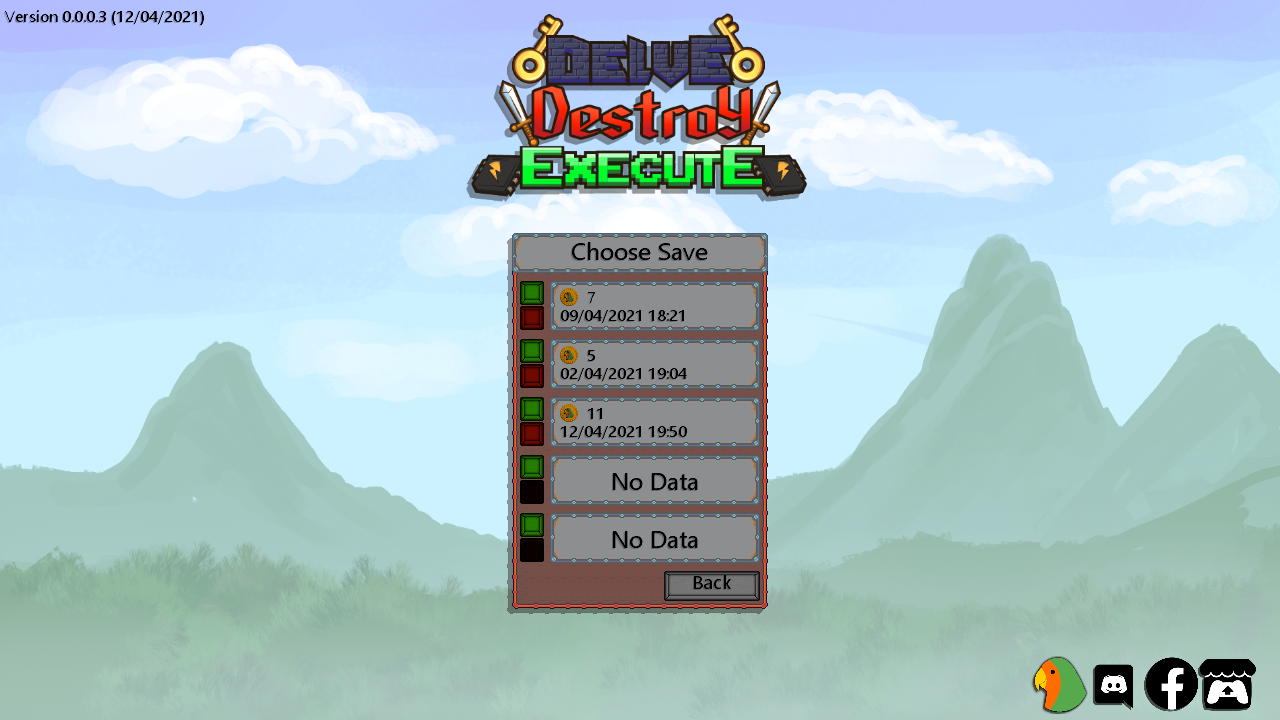 Version 0.0.0.3 (12/04/2021)
DELVE
Destroy
EXECUTE
Choose Save
7
09/04/2021 18:21
5
02/04/2021 19:04
11
12/04/2021 19:50
No Data
No Data
Back